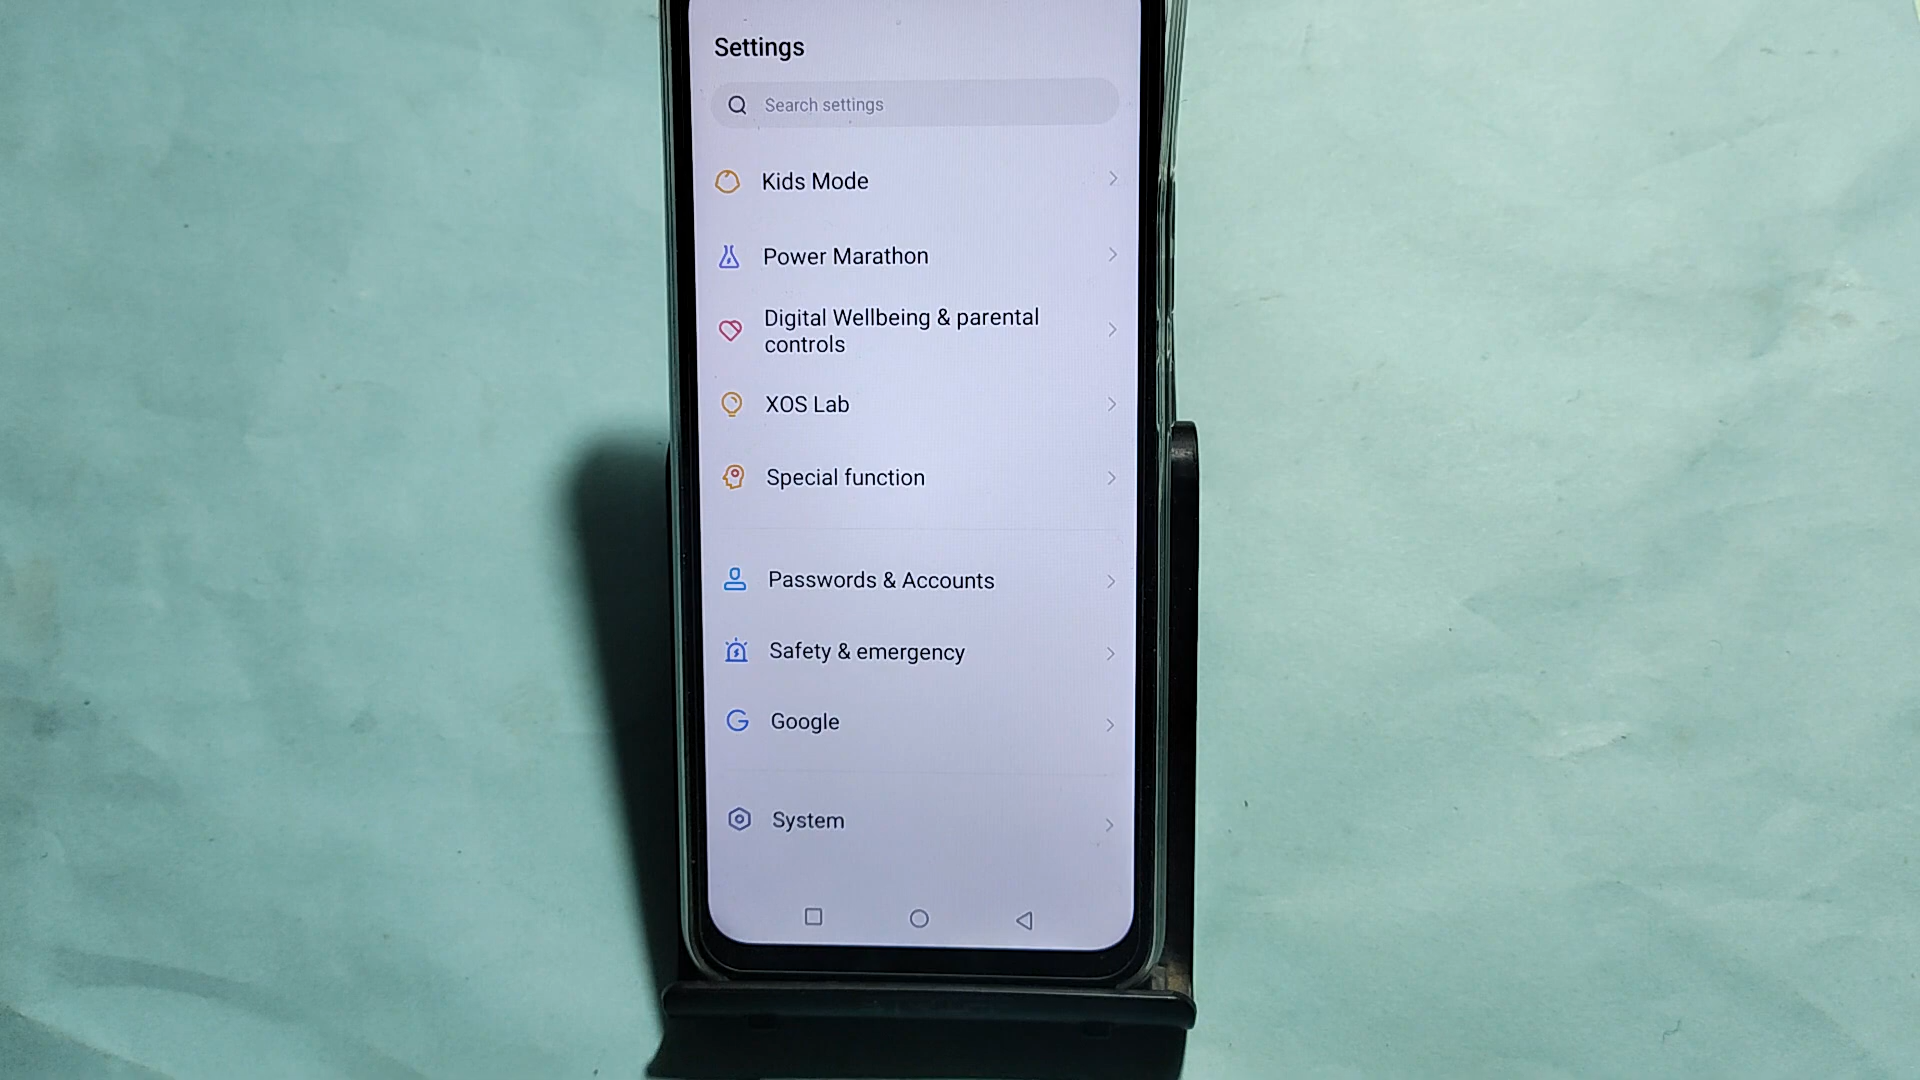 Settings
Search settings
Kids Mode
Power Marathon
Digital Wellbeing & parental
controls
XOS Lab
Special function
Passwords & Accounts
Safety & emergency
Google
System